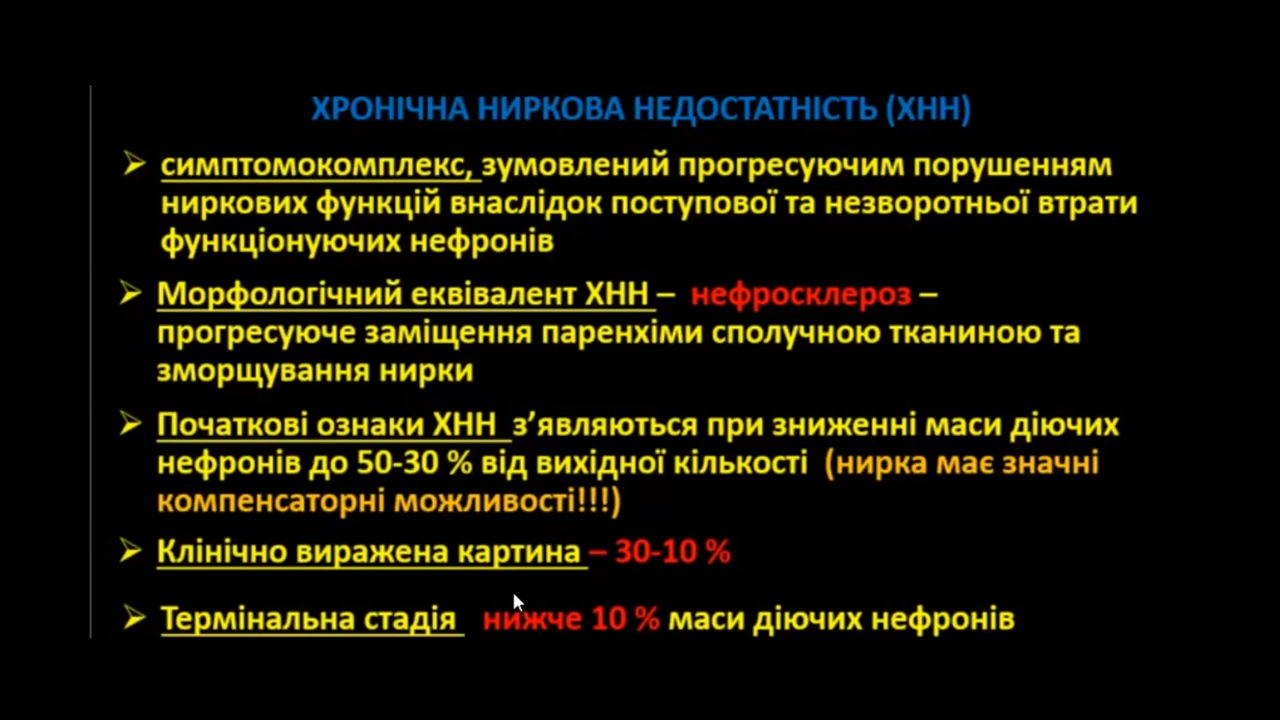 ХРОНІЧНА НИРКОВА НЕДОСТАТНІСТЬ (ХНН)
симптомокомплекс, зумовлений прогресуючим порушенням
ниркових функцій внаслідок поступової та незворотньої втрати
функціонуючих нефронів
Морфологічний еквівалент ХНН – нефросклероз –
прогресуюче заміщення паренхіми сполучною тканиною та
зморщування нирки
Початкові ознаки ХНН з’являються при зниженні маси діючих
нефронів до 50-30 % від вихідної кількості (нирка має значні
компенсаторні можливості!!!)
Клінічно виражена картина – 30-10 %
Термінальна стадія нижче 10 % маси діючих нефронів